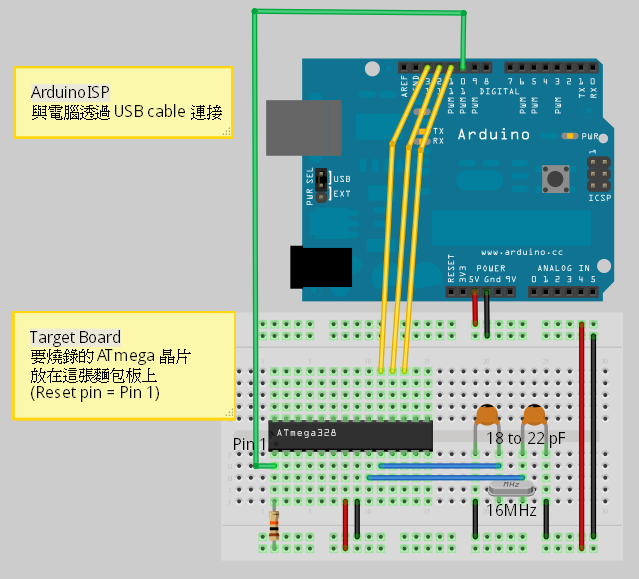 ArduinoISP
與電腦透過 USB cable 連接
Target Board
要燒錄的 ATmega 晶片
放在這張麵包板上
(Reset pin = Pin 1)
AREF
GND
13
12
11
10
9
8
7
6
5
4
3
2
1
0
PWM
PWM
PWM
PWM
PWM
PWM
DIGITAL
TX
RX
TX
RX
Arduino
PWR
PWR SEL
USB
EXT
1
ICSP
www.arduino.cc
POWER
ANALOG IN
RESET
3V3
5V Gnd 9V
0 1 2 3 4 5
ATmega328
Pin 1
18 to 22 pF
MHz
16MHz